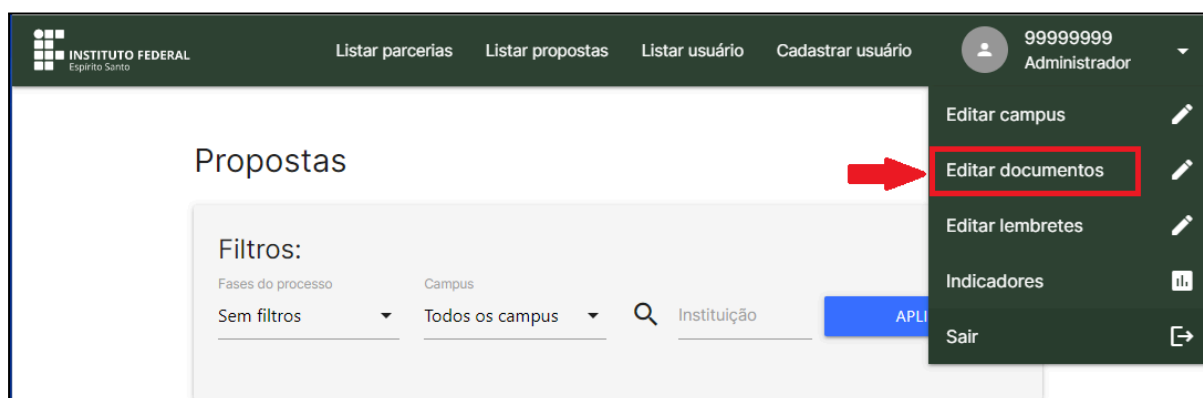 INSTITUTO FEDERAL
Espírito Santo
Listar parcerias
Listar propostas
Listar usuário
Cadastrar usuário
99999999
Administrador
Editar campus
Editar documentos
Editar lembretes
Indicadores
Sair
Propostas
Filtros:
Fases do processo
Sem filtros
Campus
Todos os campus
Instituição
APLI